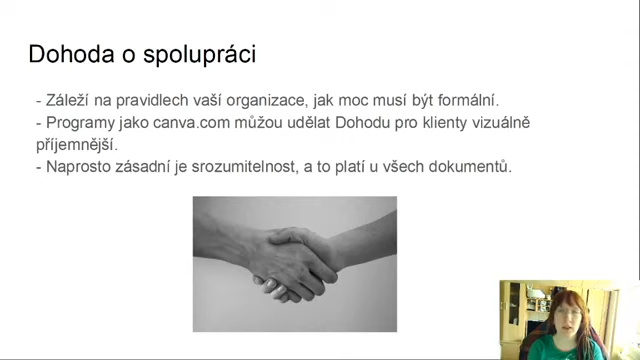 Dohoda o spolupráci
- Záleží na pravidlech vaší organizace, jak moc musí být formální.
- Programy jako canva.com můžou udělat Dohodu pro klienty vizuálně
příjemnější.
- Naprosto zásadní je srozumitelnost, a to platí u všech dokumentů.